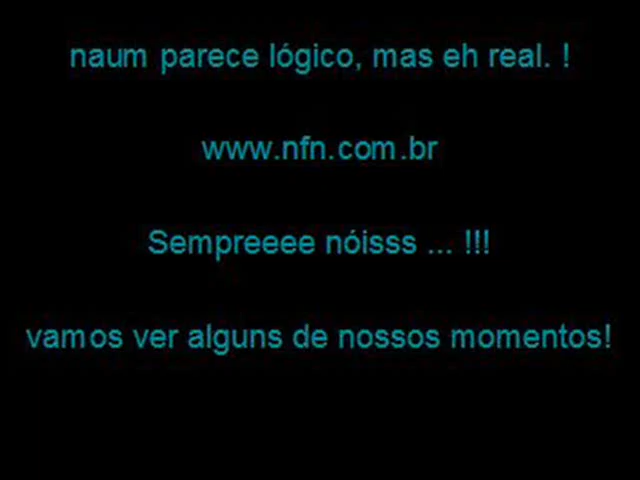 naum parece lógico, mas eh real. !
www.nfn.com.br
Sempreeee nóisss ... !!!
vamos ver alguns de nossos momentos!